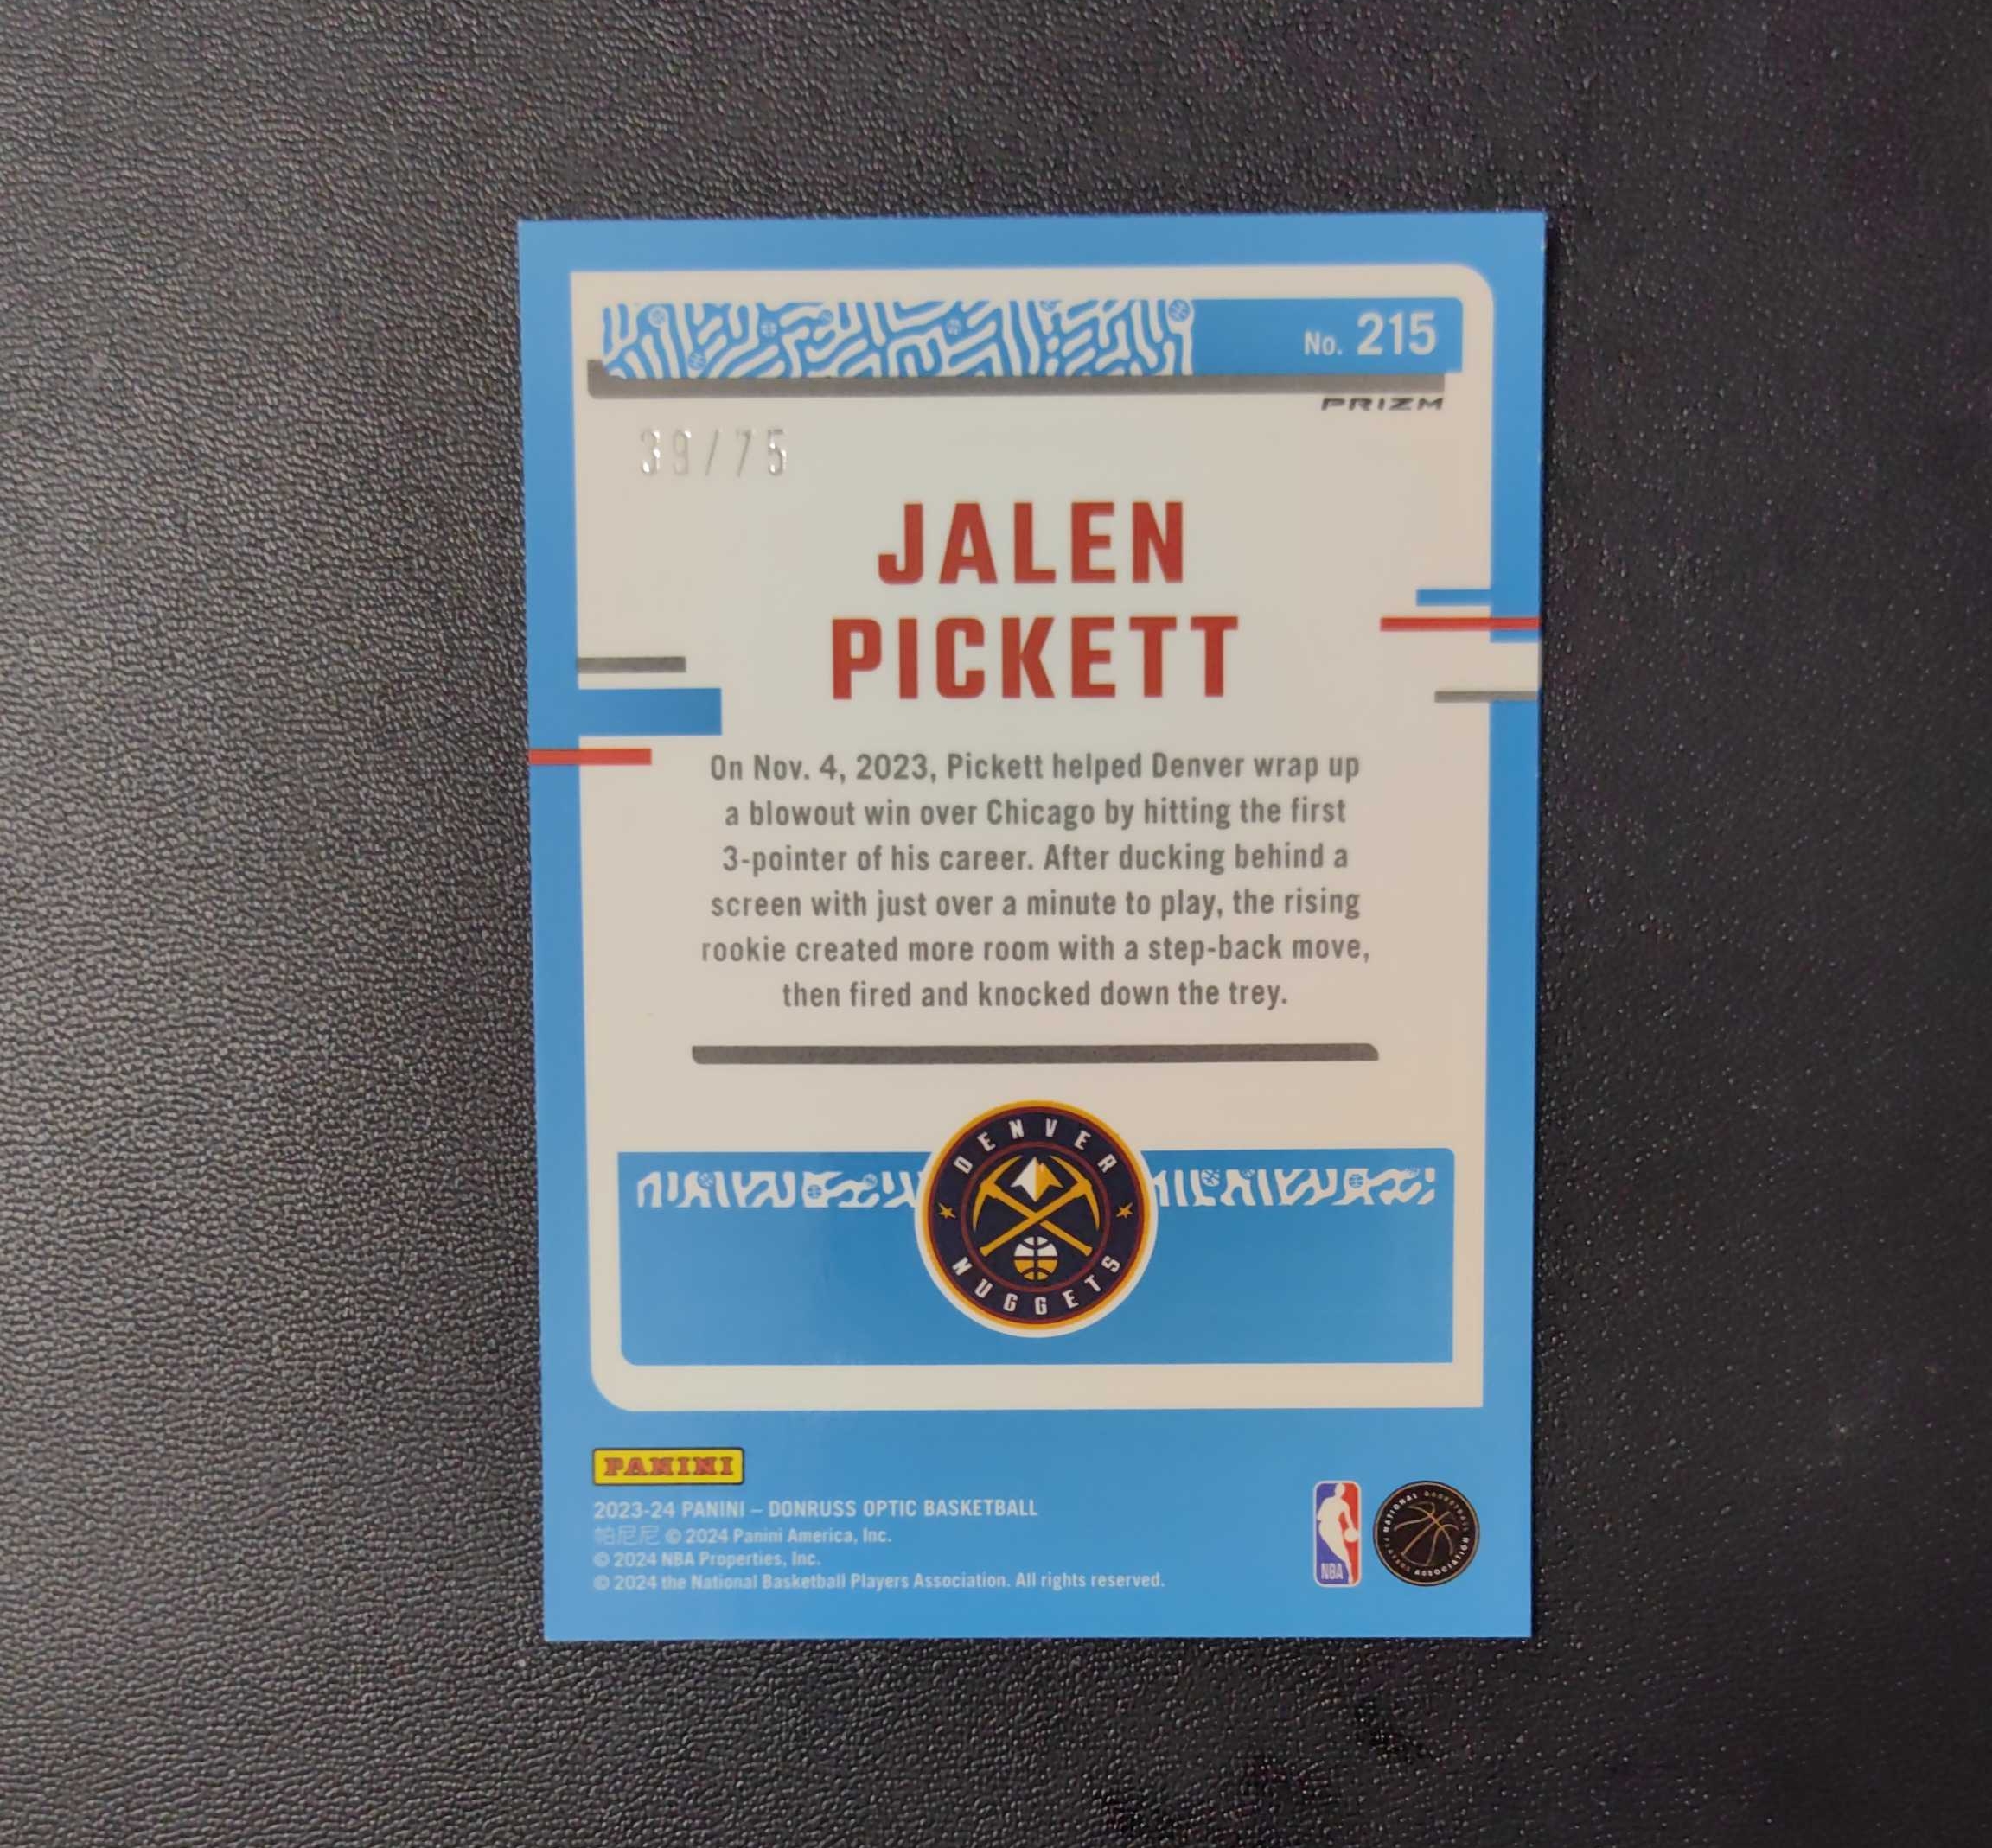 No. 215
PRIZM
39/75
JALEN
PICKETT
On Nov. 4, 2023, Pickett helped Denver wrap up
a blowout win over Chicago by hitting the first
3-pointer of his career. After ducking behind a
screen with just over a minute to play, the rising
rookie created more room with a step-back move,
then fired and knocked down the trey.
DENVER
NUGGETS
PANINI
2023-24 PANINI – DONRUSS OPTIC BASKETBALL
帕尼尼 © 2024 Panini America, Inc.
© 2024 NBA Properties, Inc.
© 2024 the National Basketball Players Association. All rights reserved.
NBA
NATIONAL BASKETBALL
PLAYERS ASSOCIATION